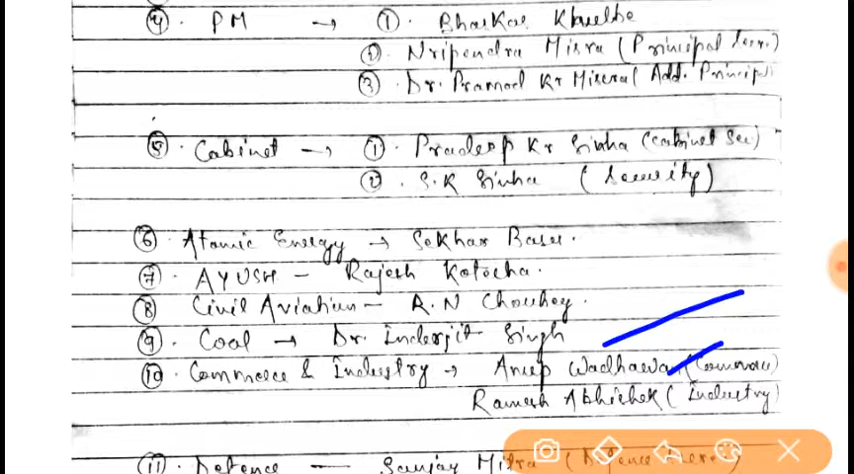 ④. PM → ①. Bhaskar Khulbe
②. Nripendra Misra (Principal Secr.)
③. Dr. Pramod Kr Misra (Add. Princip
⑤. Cabinet → ①. Pradeep Kr Sinha (Cabinet Sec)
②. S.K Sinha (Security)
⑥. Atomic Energy → Sekhar Basu.
⑦. AYUSH - Rajesh Kotecha.
⑧ Civil Aviation - R.N Choubey.
⑨. Coal → Dr. Inderjit Singh
⑩. Commerce & Industry → Anup Wadhawa (Commerce)
Ramesh Abhishek (Industry)
⑪. Defence — Sanjay Mitra (Defence